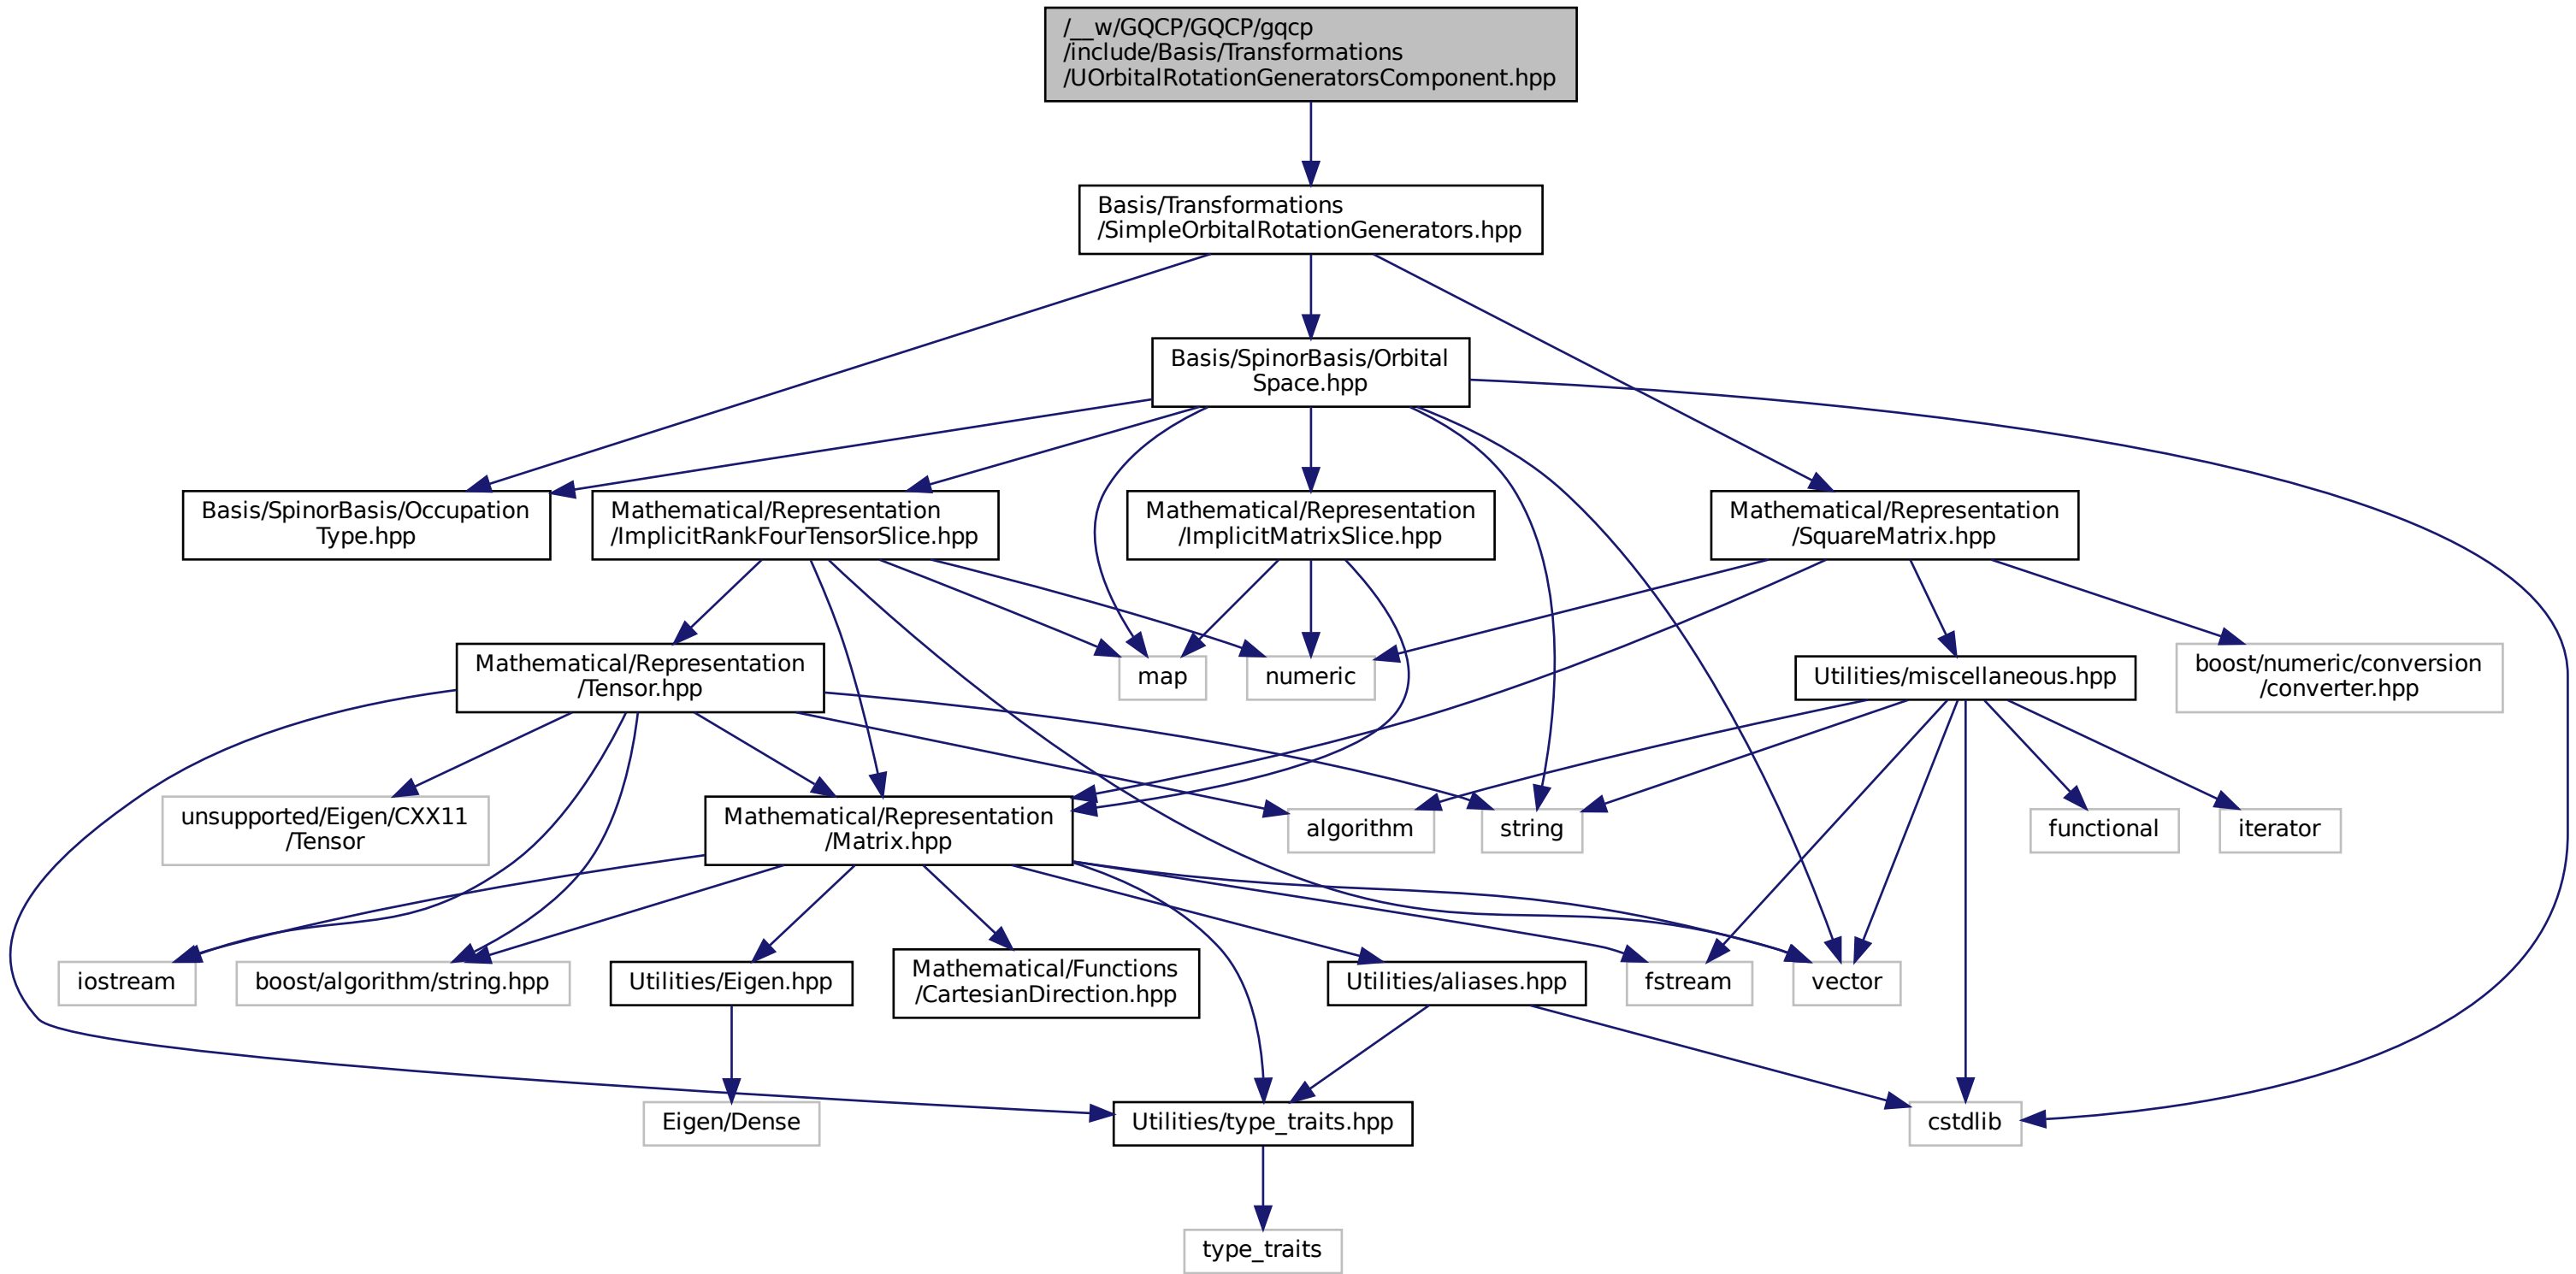 /__w/GQCP/GQCP/gqcp
/include/Basis/Transformations
/UOrbitalRotationGeneratorsComponent.hpp
Basis/Transformations
/SimpleOrbitalRotationGenerators.hpp
Basis/SpinorBasis/Orbital
Space.hpp
Basis/SpinorBasis/Occupation
Type.hpp
Mathematical/Representation
/ImplicitRankFourTensorSlice.hpp
Mathematical/Representation
/ImplicitMatrixSlice.hpp
Mathematical/Representation
/SquareMatrix.hpp
Mathematical/Representation
/Tensor.hpp
map
numeric
Utilities/miscellaneous.hpp
boost/numeric/conversion
/converter.hpp
unsupported/Eigen/CXX11
/Tensor
Mathematical/Representation
/Matrix.hpp
algorithm
string
functional
iterator
iostream
boost/algorithm/string.hpp
Utilities/Eigen.hpp
Mathematical/Functions
/CartesianDirection.hpp
Utilities/aliases.hpp
fstream
vector
Eigen/Dense
Utilities/type_traits.hpp
cstdlib
type_traits